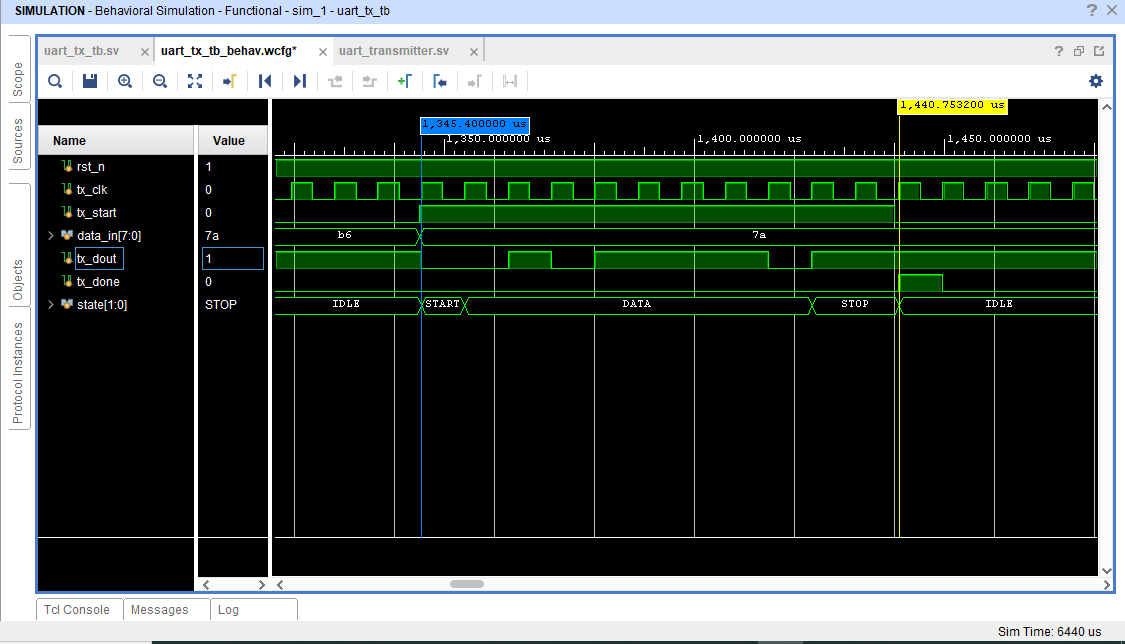 SIMULATION - Behavioral Simulation - Functional - sim_1 - uart_tx_tb
? ×
Scope
Sources
Objects
Protocol Instances
uart_tx_tb.sv × uart_tx_tb_behav.wcfg* × uart_transmitter.sv ×
?
1,345.400000 us
1,440.753200 us
1,350.000000 us 1,400.000000 us 1,450.000000 us
Name Value
rst_n 1
tx_clk 0
tx_start 0
data_in[7:0] 7a b6 7a
tx_dout 1
tx_done 0
state[1:0] STOP IDLE START DATA STOP IDLE
Tcl Console Messages Log
Sim Time: 6440 us